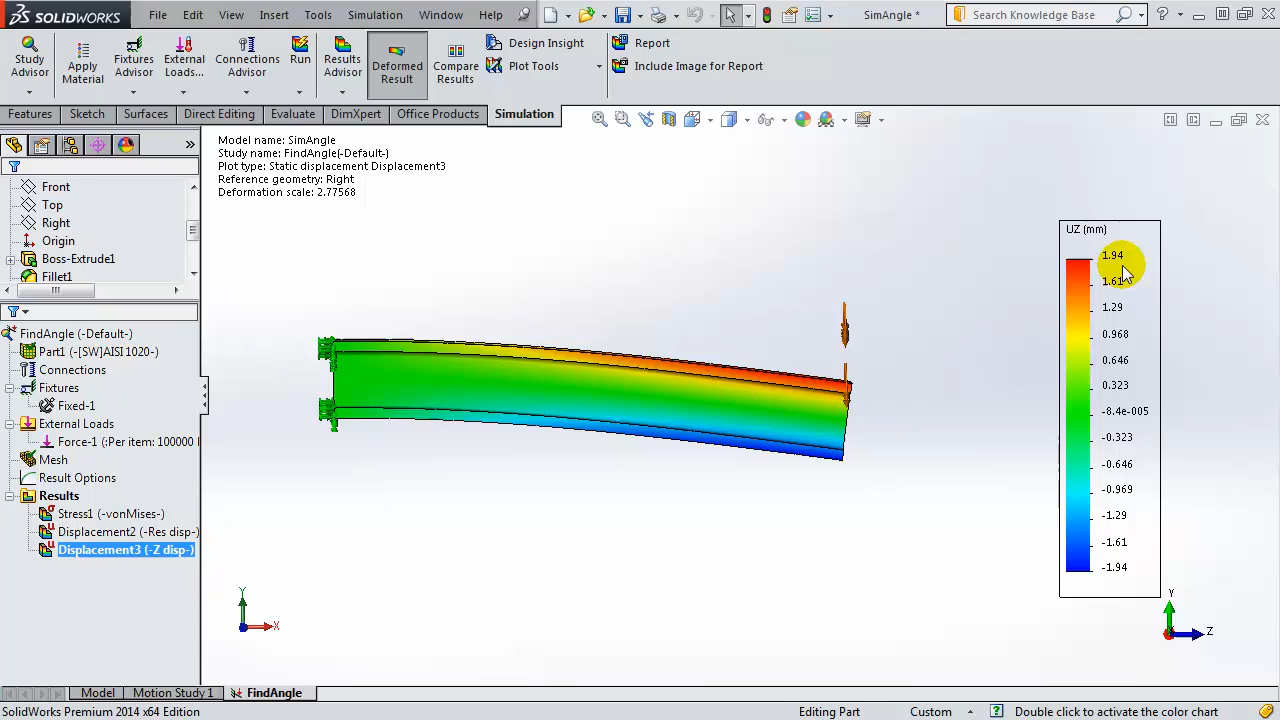 SOLIDWORKS
File Edit View Insert Tools Simulation Window Help
SimAngle *
Search Knowledge Base
Study Advisor
Apply Material
Fixtures Advisor
External Loads...
Connections Advisor
Run
Results Advisor
Deformed Result
Compare Results
Design Insight
Plot Tools
Report
Include Image for Report
Features Sketch Surfaces Direct Editing Evaluate DimXpert Office Products Simulation
Model name: SimAngle
Study name: FindAngle(-Default-)
Plot type: Static displacement Displacement3
Reference geometry: Right
Deformation scale: 2.77568
Front
Top
Right
Origin
Boss-Extrude1
Fillet1
FindAngle (-Default-)
Part1 (-[SW]AISI 1020-)
Connections
Fixtures
Fixed-1
External Loads
Force-1 (:Per item: 100000
Mesh
Result Options
Results
Stress1 (-vonMises-)
Displacement2 (-Res disp-)
Displacement3 (-Z disp-)
UZ (mm)
1.94
1.61
1.29
0.968
0.646
0.323
-8.4e-005
-0.323
-0.646
-0.969
-1.29
-1.61
-1.94
Y
X
Y
Z
Model Motion Study 1 FindAngle
SolidWorks Premium 2014 x64 Edition
Editing Part
Custom
Double click to activate the color chart